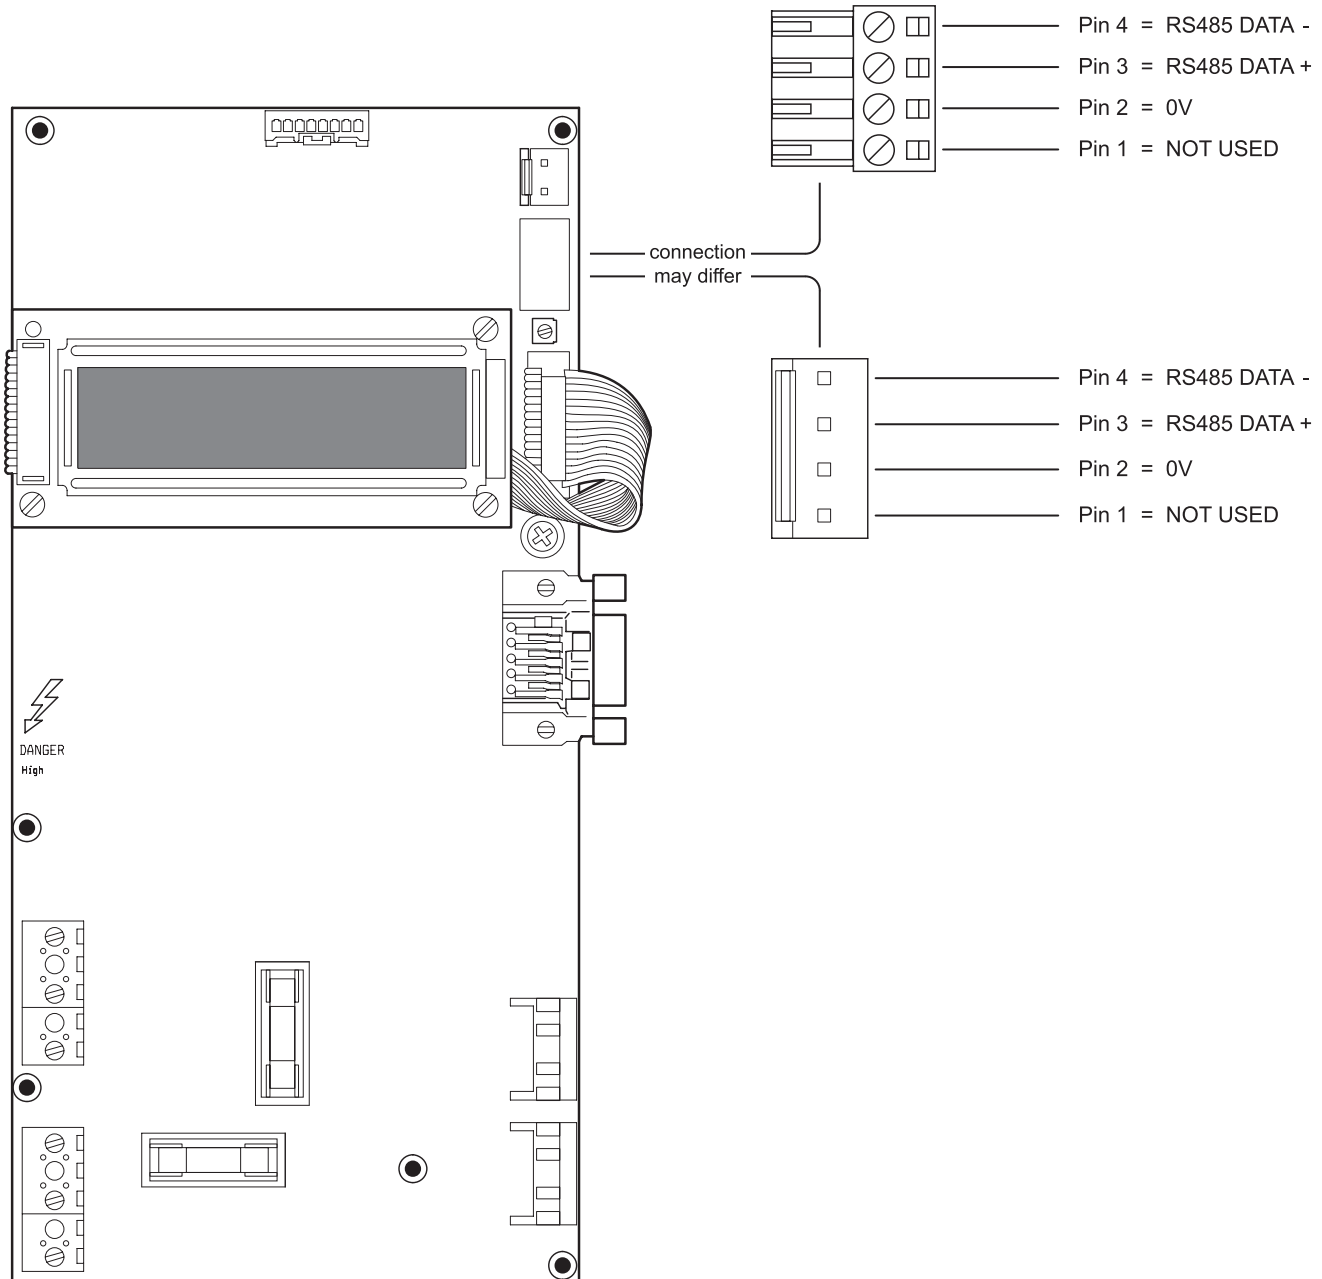 Pin 4 = RS485 DATA -
Pin 3 = RS485 DATA +
Pin 2 = 0V
Pin 1 = NOT USED
connection
may differ
Pin 4 = RS485 DATA -
Pin 3 = RS485 DATA +
Pin 2 = 0V
Pin 1 = NOT USED
DANGER
High